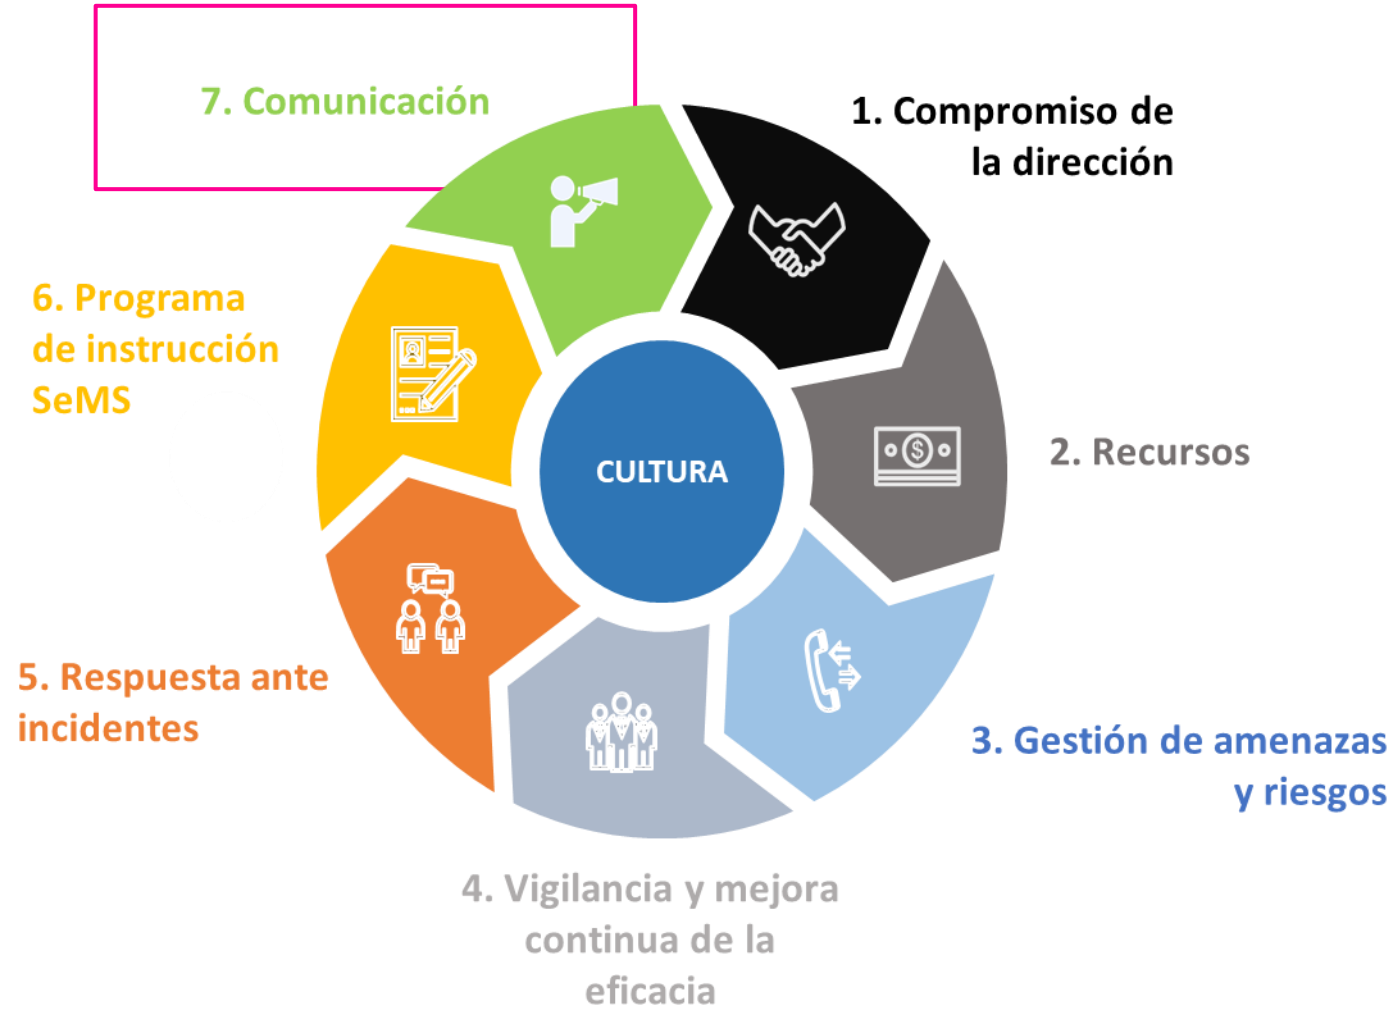 7. Comunicación
1. Compromiso de
la dirección
6. Programa
de instrucción
SeMS
2. Recursos
CULTURA
5. Respuesta ante
incidentes
3. Gestión de amenazas
y riesgos
4. Vigilancia y mejora
continua de la
eficacia